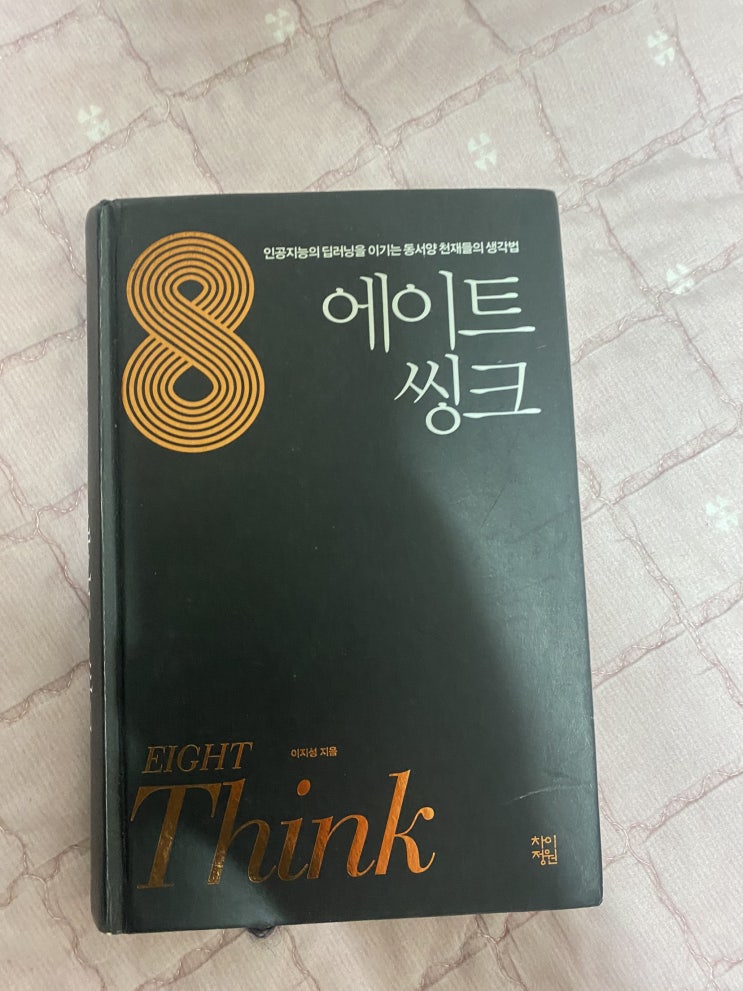 8
인공지능의 딥러닝을 이기는 동서양 천재들의 생각법
에이트
씽크
EIGHT
이지성 지음
Think
차이
정원